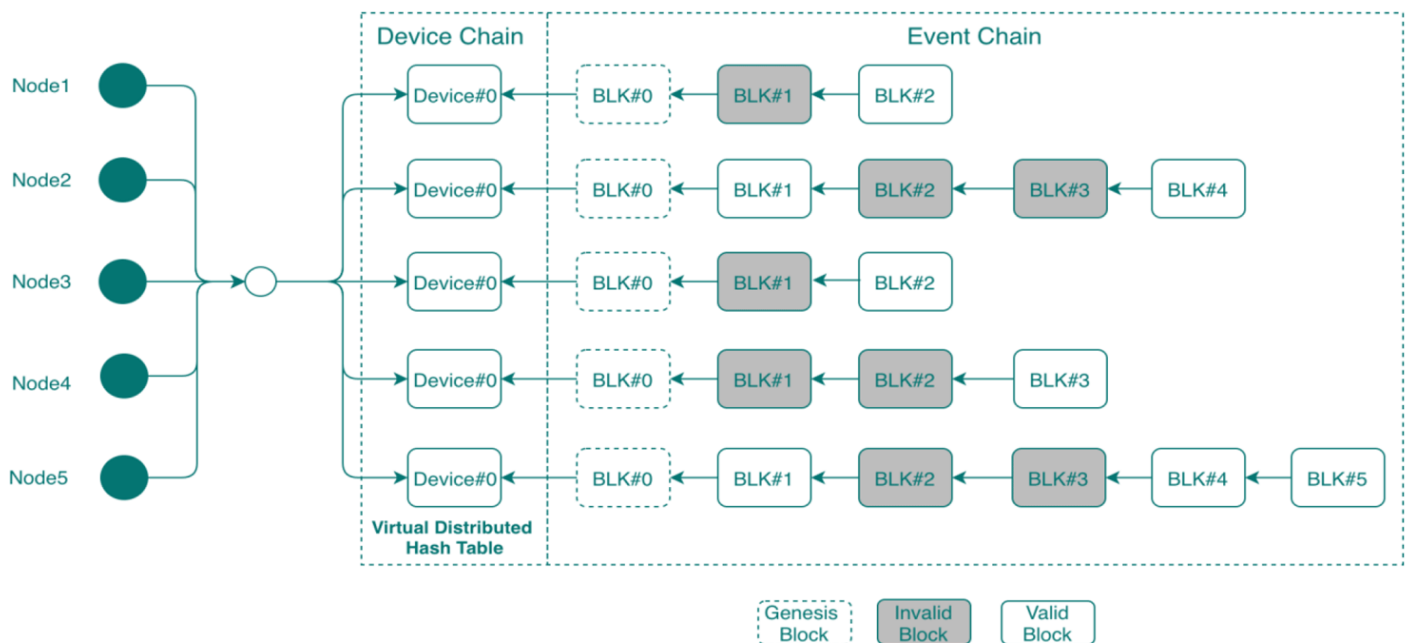 Device Chain
Event Chain
Node1
Device#0
BLK#0
BLK#1
BLK#2
Node2
Device#0
BLK#0
BLK#1
BLK#2
BLK#3
BLK#4
Node3
Device#0
BLK#0
BLK#1
BLK#2
Node4
Device#0
BLK#0
BLK#1
BLK#2
BLK#3
Node5
Device#0
BLK#0
BLK#1
BLK#2
BLK#3
BLK#4
BLK#5
Virtual Distributed
Hash Table
Genesis
Block
Invalid
Block
Valid
Block